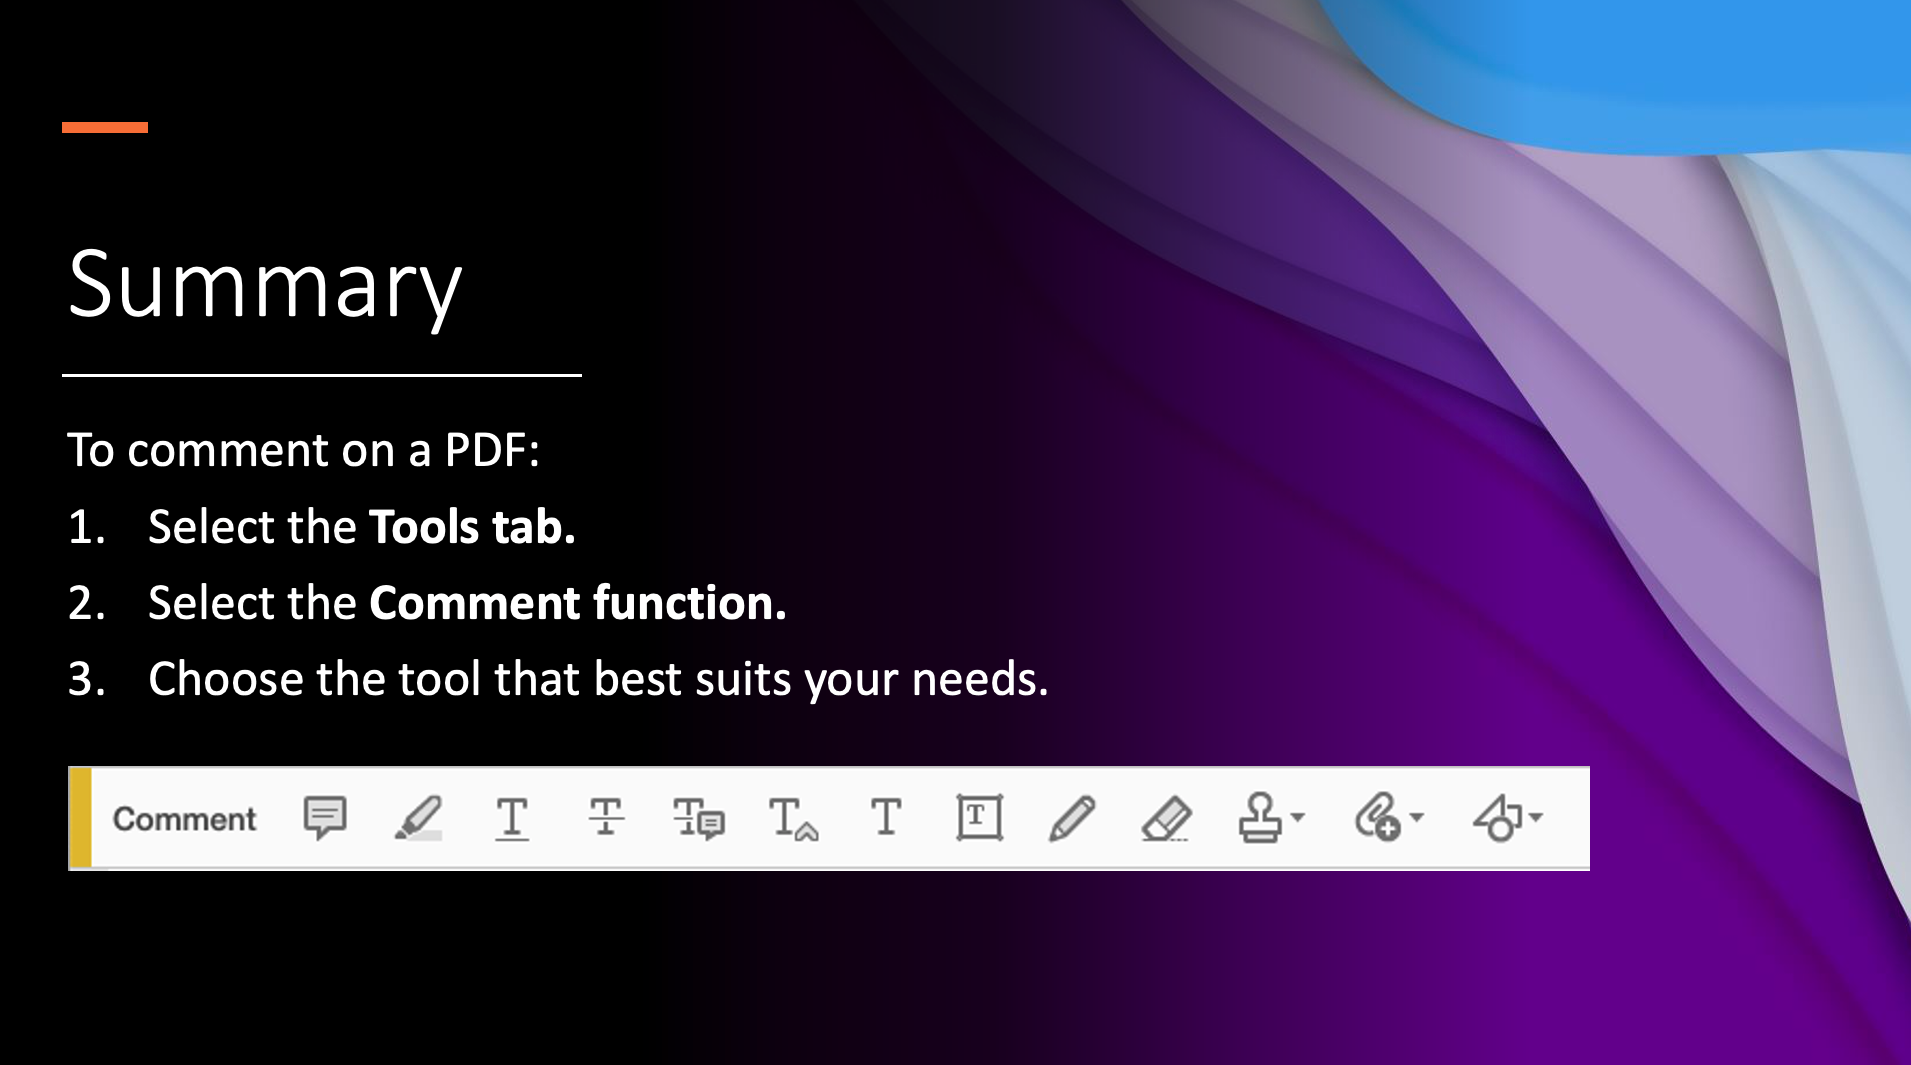 Summary
To comment on a PDF:
1. Select the Tools tab.
2. Select the Comment function.
3. Choose the tool that best suits your needs.
Comment T T T T T T